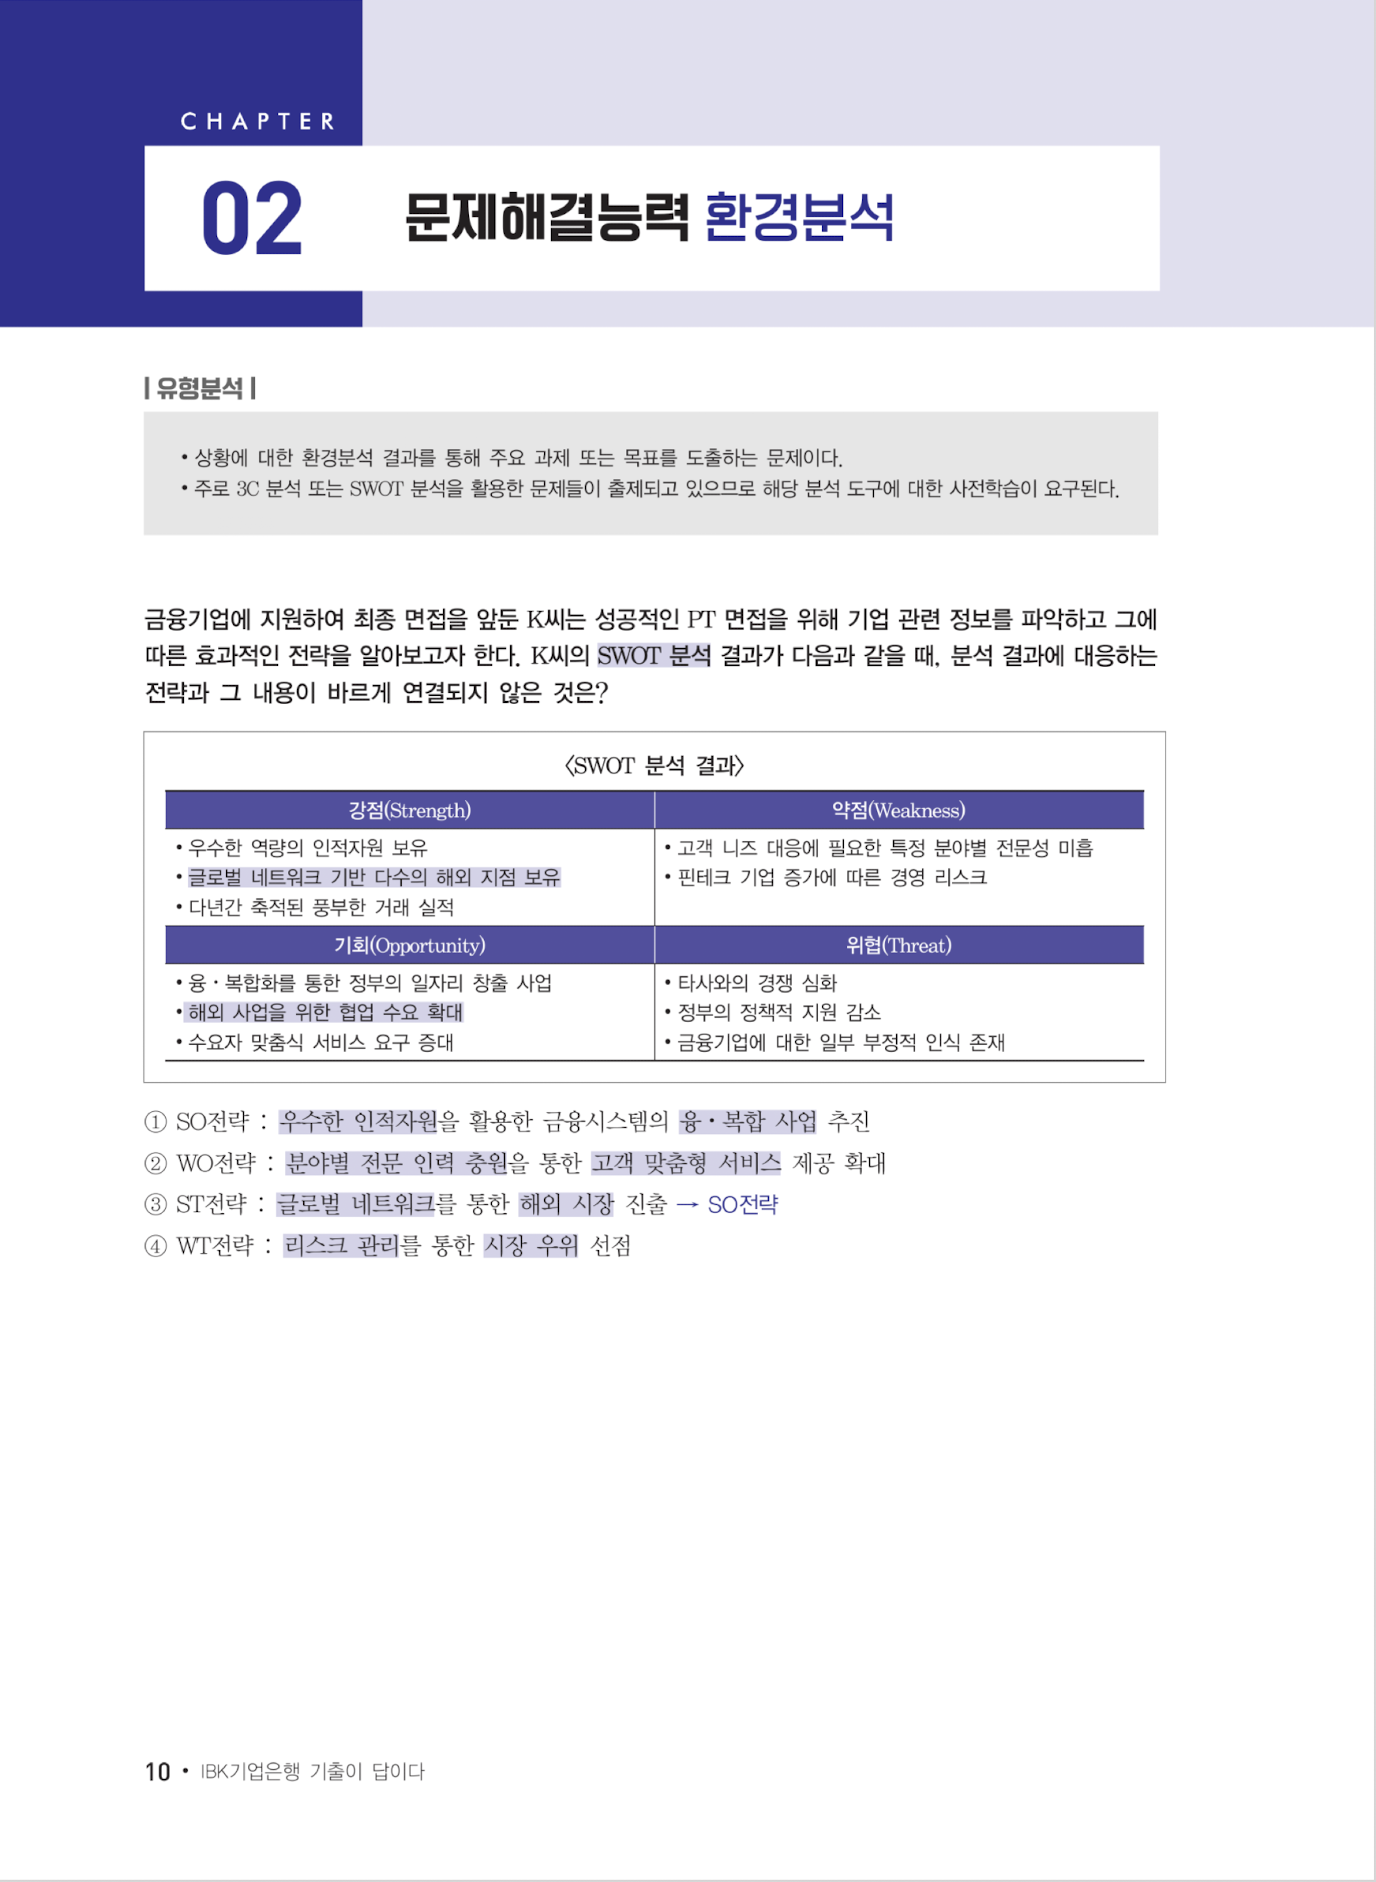 CHAPTER
02
문제해결능력 환경분석
| 유형분석 |
• 상황에 대한 환경분석 결과를 통해 주요 과제 또는 목표를 도출하는 문제이다.
• 주로 3C 분석 또는 SWOT 분석을 활용한 문제들이 출제되고 있으므로 해당 분석 도구에 대한 사전학습이 요구된다.
금융기업에 지원하여 최종 면접을 앞둔 K씨는 성공적인 PT 면접을 위해 기업 관련 정보를 파악하고 그에
따른 효과적인 전략을 알아보고자 한다. K씨의 SWOT 분석 결과가 다음과 같을 때, 분석 결과에 대응하는
전략과 그 내용이 바르게 연결되지 않은 것은?
〈SWOT 분석 결과〉
강점(Strength)
약점(Weakness)
• 우수한 역량의 인적자원 보유
• 글로벌 네트워크 기반 다수의 해외 지점 보유
• 다년간 축적된 풍부한 거래 실적
• 고객 니즈 대응에 필요한 특정 분야별 전문성 미흡
• 핀테크 기업 증가에 따른 경영 리스크
기회(Opportunity)
위협(Threat)
• 융·복합화를 통한 정부의 일자리 창출 사업
• 해외 사업을 위한 협업 수요 확대
• 수요자 맞춤식 서비스 요구 증대
• 타사와의 경쟁 심화
• 정부의 정책적 지원 감소
• 금융기업에 대한 일부 부정적 인식 존재
① SO전략 : 우수한 인적자원을 활용한 금융시스템의 융·복합 사업 추진
② WO전략 : 분야별 전문 인력 충원을 통한 고객 맞춤형 서비스 제공 확대
③ ST전략 : 글로벌 네트워크를 통한 해외 시장 진출 → SO전략
④ WT전략 : 리스크 관리를 통한 시장 우위 선점
10 • IBK기업은행 기출이 답이다